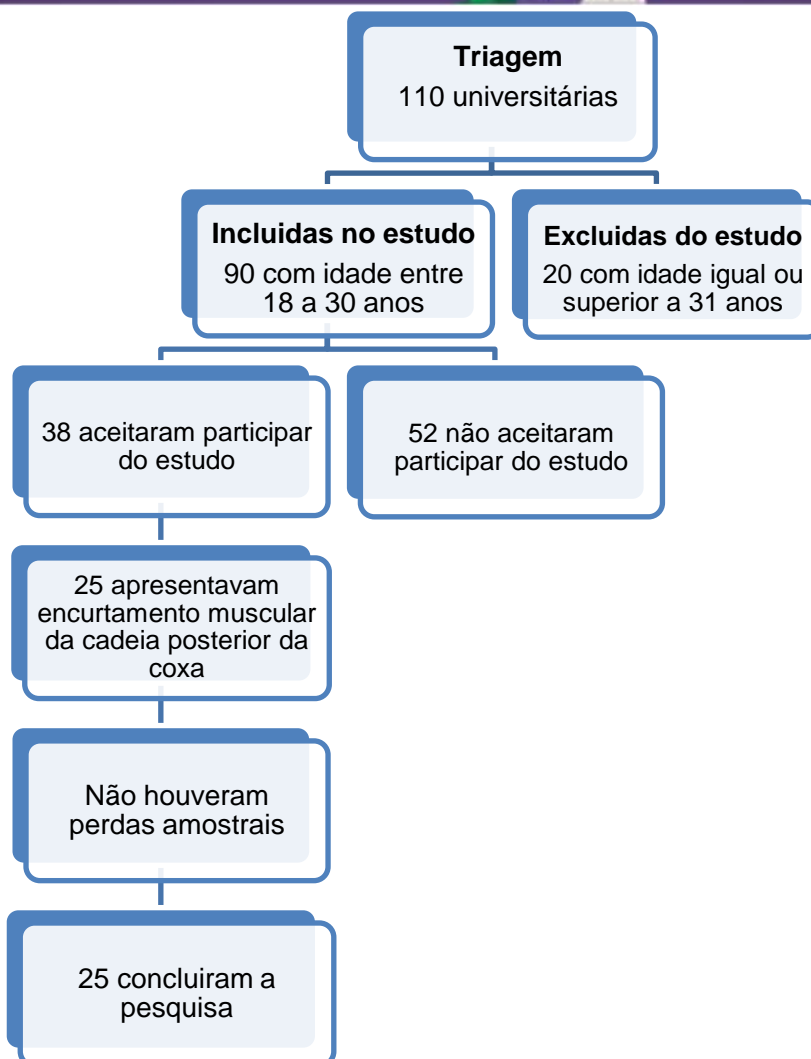 Triagem
110 universitárias
Incluidas no estudo
90 com idade entre
18 a 30 anos
Excluidas do estudo
20 com idade igual ou
superior a 31 anos
38 aceitaram participar
do estudo
52 não aceitaram
participar do estudo
25 apresentavam
encurtamento muscular
da cadeia posterior da
coxa
Não houveram
perdas amostrais
25 concluiram a
pesquisa